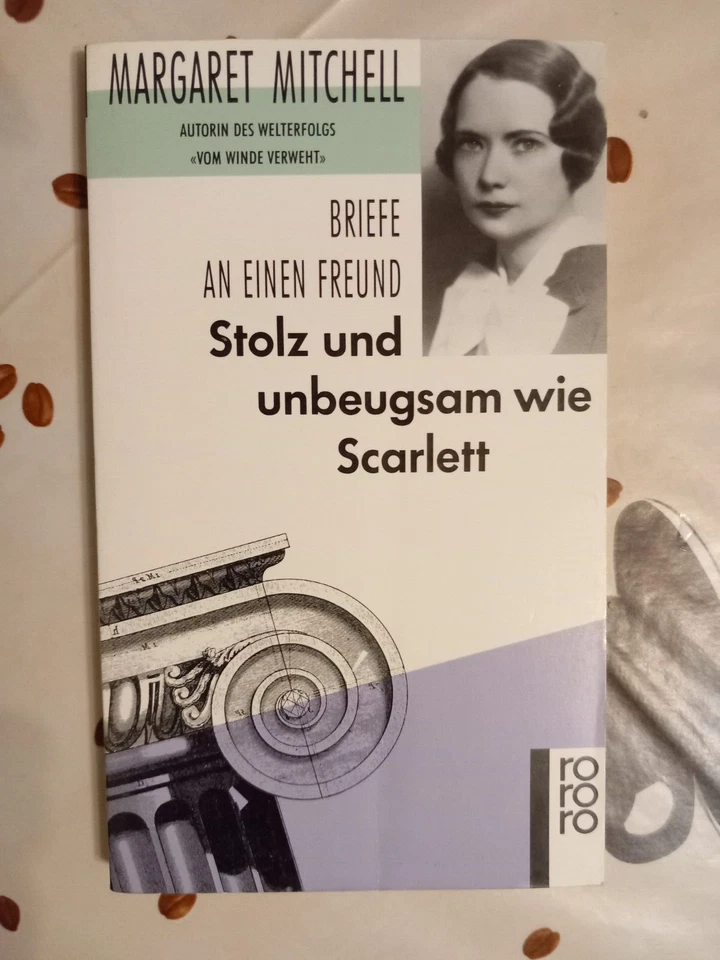 MARGARET MITCHELL
AUTORIN DES WELTERFOLGS
«VOM WINDE VERWEHT»
BRIEFE
AN EINEN FREUND
Stolz und
unbeugsam wie
Scarlett
ro
ro
ro